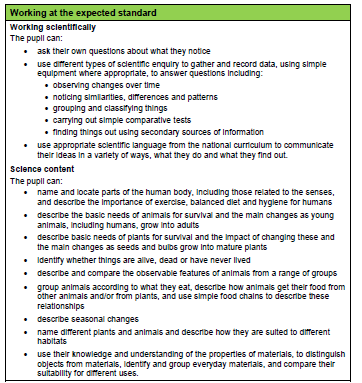 Working at the expected standard
Working scientifically
The pupil can:
• ask their own questions about what they notice
• use different types of scientific enquiry to gather and record data, using simple
equipment where appropriate, to answer questions including:
• observing changes over time
• noticing similarities, differences and patterns
• grouping and classifying things
• carrying out simple comparative tests
• finding things out using secondary sources of information
• use appropriate scientific language from the national curriculum to communicate
their ideas in a variety of ways, what they do and what they find out.
Science content
The pupil can:
• name and locate parts of the human body, including those related to the senses,
and describe the importance of exercise, balanced diet and hygiene for humans
• describe the basic needs of animals for survival and the main changes as young
animals, including humans, grow into adults
• describe basic needs of plants for survival and the impact of changing these and
the main changes as seeds and bulbs grow into mature plants
• identify whether things are alive, dead or have never lived
• describe and compare the observable features of animals from a range of groups
• group animals according to what they eat, describe how animals get their food from
other animals and/or from plants, and use simple food chains to describe these
relationships
• describe seasonal changes
• name different plants and animals and describe how they are suited to different
habitats
• use their knowledge and understanding of the properties of materials, to distinguish
objects from materials, identify and group everyday materials, and compare their
suitability for different uses.